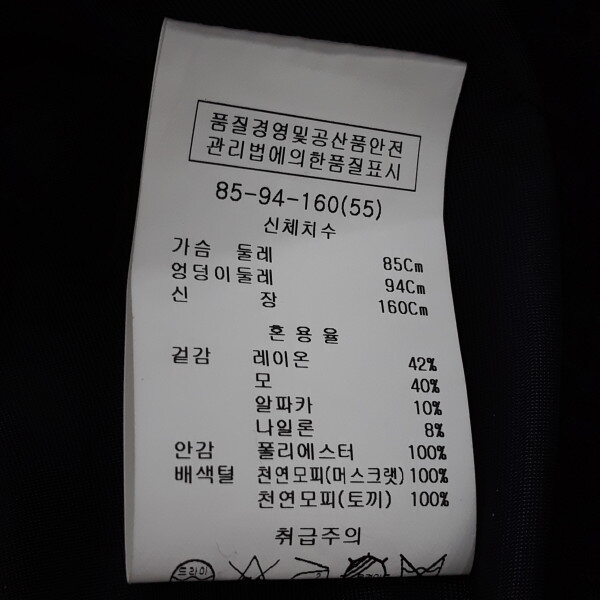 품질경영및공산품안전
관리법에의한품질표시
85-94-160(55)
신체치수
가슴 둘레 85Cm
엉덩이둘레 94Cm
신 장 160Cm
혼 용 율
겉감 레이온 42%
모 40%
알파카 10%
나일론 8%
안감 폴리에스터 100%
배색털 천연모피(머스크랫) 100%
천연모피(토끼) 100%
취급주의
드라이